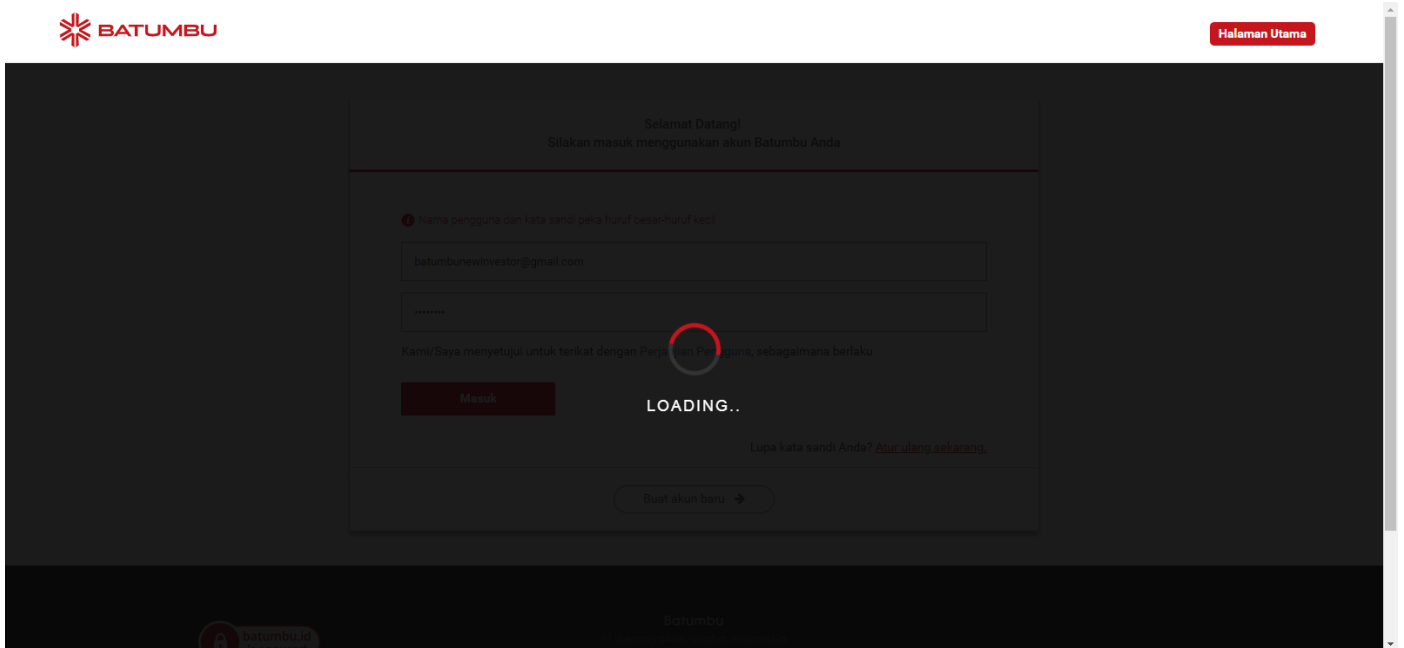 BATUMBU
Halaman Utama
Selamat Datang!
Silakan masuk menggunakan akun Batumbu Anda
Nama pengguna dan kata sandi peka huruf besar-huruf kecil
batumbunewinvestor@gmail.com
••••••••
Kami/Saya menyetujui untuk terikat dengan Perjanjian Pengguna, sebagaimana berlaku
Masuk
LOADING..
Lupa kata sandi Anda? Atur ulang sekarang.
Buat akun baru
Batumbu
batumbu.id